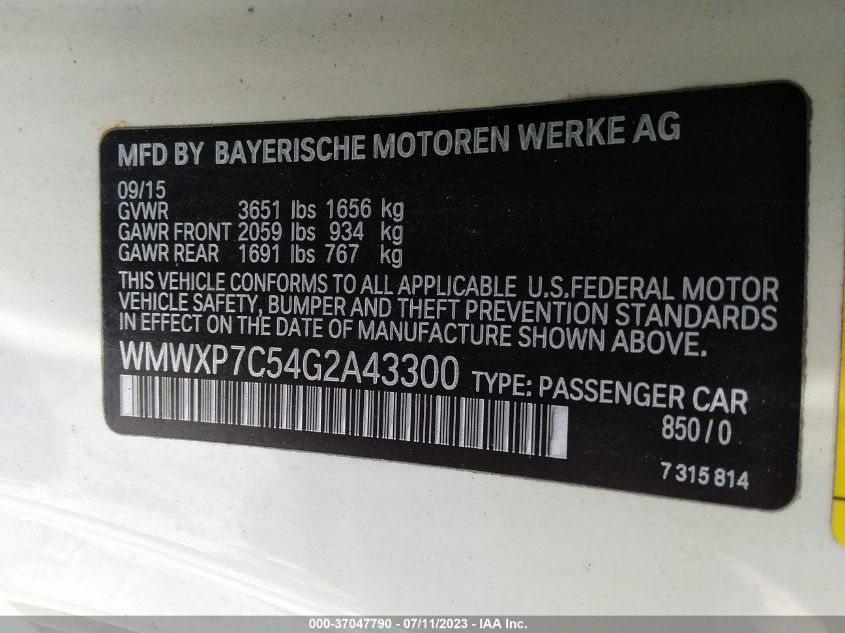 MFD BY BAYERISCHE MOTOREN WERKE AG
09/15
GVWR 3651 lbs 1656 kg
GAWR FRONT 2059 lbs 934 kg
GAWR REAR 1691 lbs 767 kg
THIS VEHICLE CONFORMS TO ALL APPLICABLE U.S.FEDERAL MOTOR
VEHICLE SAFETY, BUMPER AND THEFT PREVENTION STANDARDS
IN EFFECT ON THE DATE OF MANUFACTURE SHOWN ABOVE.
WMWXP7C54G2A43300 TYPE: PASSENGER CAR
850/0
7 315 814
000-37047790 - 07/11/2023 - IAA Inc.